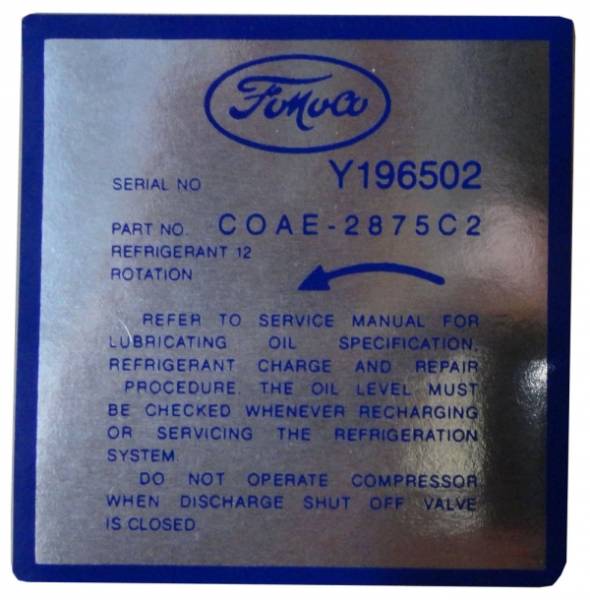 FoMoCo
SERIAL NO Y196502
PART NO. COAE-2875C2
REFRIGERANT 12
ROTATION
REFER TO SERVICE MANUAL FOR
LUBRICATING OIL SPECIFICATION,
REFRIGERANT CHARGE AND REPAIR
PROCEDURE. THE OIL LEVEL MUST
BE CHECKED WHENEVER RECHARGING
OR SERVICING THE REFRIGERATION
SYSTEM.
DO NOT OPERATE COMPRESSOR
WHEN DISCHARGE SHUT OFF VALVE
IS CLOSED.